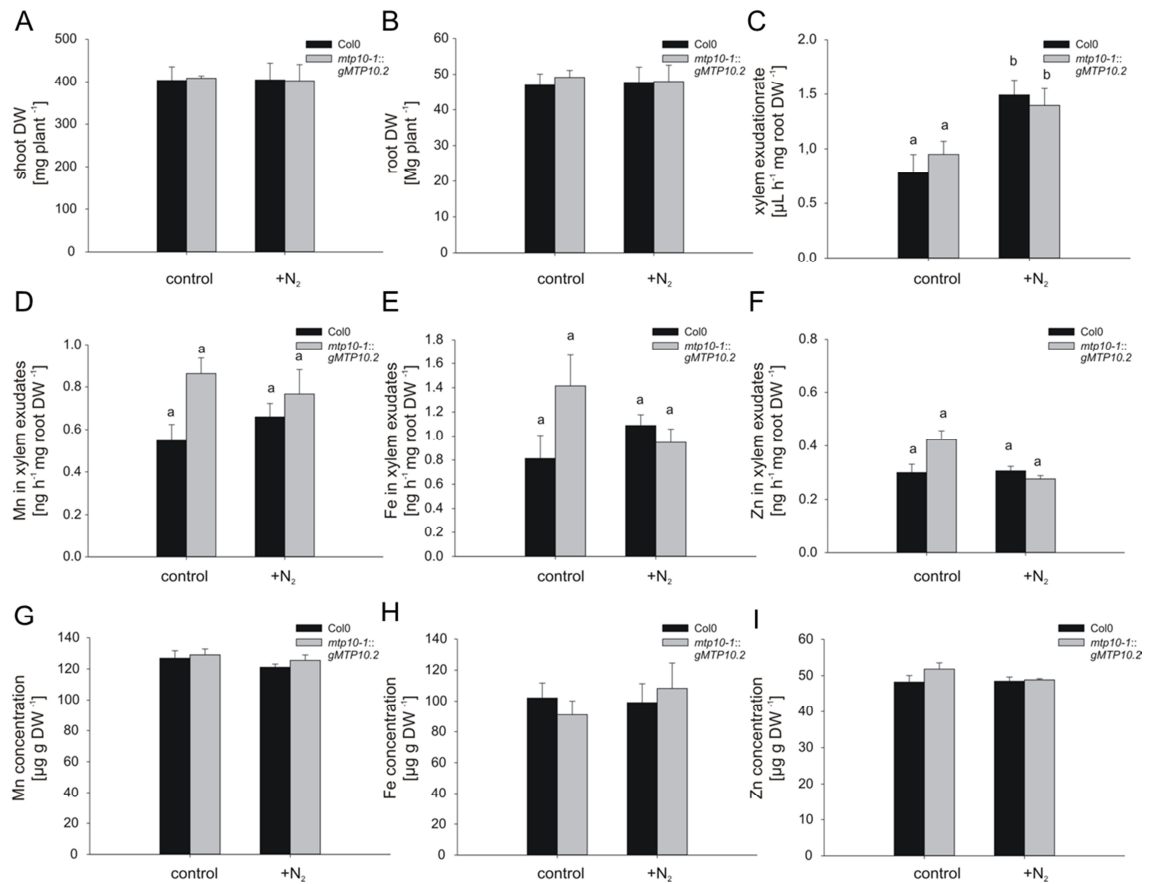 A
shoot DW
[mg plant ⁻¹]
500
400
300
200
100
0
Col0
mtp10-1::
gMTP10.2
control
+N₂
B
root DW
[Mg plant ⁻¹]
60
50
40
30
20
10
0
Col0
mtp10-1::
gMTP10.2
control
+N₂
C
xylem exudationrate
[µL h⁻¹ mg root DW ⁻¹]
2.0
1.5
1.0
0.5
0.0
Col0
mtp10-1::
gMTP10.2
a
a
b
b
control
+N₂
D
Mn in xylem exudates
[ng h⁻¹ mg root DW ⁻¹]
1.0
0.8
0.6
0.4
0.2
0.0
Col0
mtp10-1::
gMTP10.2
a
a
a
a
control
+N₂
E
Fe in xylem exudates
[ng h⁻¹ mg root DW ⁻¹]
1.8
1.6
1.4
1.2
1.0
0.8
0.6
0.4
0.2
0.0
Col0
mtp10-1::
gMTP10.2
a
a
a
a
control
+N₂
F
Zn in xylem exudates
[ng h⁻¹ mg root DW ⁻¹]
0.8
0.6
0.4
0.2
0.0
Col0
mtp10-1::
gMTP10.2
a
a
a
a
control
+N₂
G
Mn concentration
[µg g DW ⁻¹]
140
120
100
80
60
40
20
0
Col0
mtp10-1::
gMTP10.2
control
+N₂
H
Fe concentration
[µg g DW ⁻¹]
140
120
100
80
60
40
20
0
Col0
mtp10-1::
gMTP10.2
control
+N₂
I
Zn concentration
[µg g DW ⁻¹]
60
50
40
30
20
10
0
Col0
mtp10-1::
gMTP10.2
control
+N₂